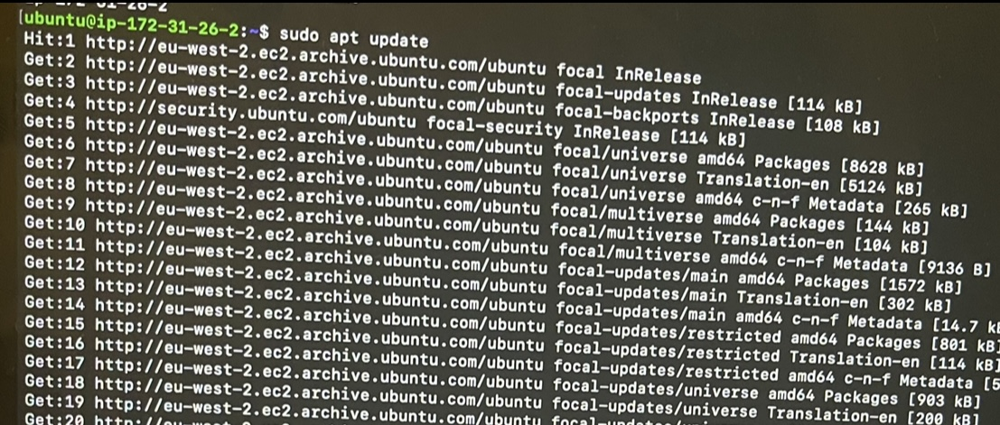 [ubuntu@ip-172-31-26-2:~$ sudo apt update
Hit:1 http://eu-west-2.ec2.archive.ubuntu.com/ubuntu focal InRelease
Get:2 http://eu-west-2.ec2.archive.ubuntu.com/ubuntu focal-updates InRelease [114 kB]
Get:3 http://eu-west-2.ec2.archive.ubuntu.com/ubuntu focal-backports InRelease [108 kB]
Get:4 http://security.ubuntu.com/ubuntu focal-security InRelease [114 kB]
Get:5 http://eu-west-2.ec2.archive.ubuntu.com/ubuntu focal/universe amd64 Packages [8628 kB]
Get:6 http://eu-west-2.ec2.archive.ubuntu.com/ubuntu focal/universe Translation-en [5124 kB]
Get:7 http://eu-west-2.ec2.archive.ubuntu.com/ubuntu focal/universe amd64 c-n-f Metadata [265 kB]
Get:8 http://eu-west-2.ec2.archive.ubuntu.com/ubuntu focal/multiverse amd64 Packages [144 kB]
Get:9 http://eu-west-2.ec2.archive.ubuntu.com/ubuntu focal/multiverse Translation-en [104 kB]
Get:10 http://eu-west-2.ec2.archive.ubuntu.com/ubuntu focal/multiverse amd64 c-n-f Metadata [9136 B]
Get:11 http://eu-west-2.ec2.archive.ubuntu.com/ubuntu focal-updates/main amd64 Packages [1572 kB]
Get:12 http://eu-west-2.ec2.archive.ubuntu.com/ubuntu focal-updates/main Translation-en [302 kB]
Get:13 http://eu-west-2.ec2.archive.ubuntu.com/ubuntu focal-updates/main amd64 c-n-f Metadata [14.7 kB
Get:14 http://eu-west-2.ec2.archive.ubuntu.com/ubuntu focal-updates/restricted amd64 Packages [801 kB]
Get:15 http://eu-west-2.ec2.archive.ubuntu.com/ubuntu focal-updates/restricted Translation-en [114 kB]
Get:16 http://eu-west-2.ec2.archive.ubuntu.com/ubuntu focal-updates/restricted amd64 c-n-f Metadata [5
Get:17 http://eu-west-2.ec2.archive.ubuntu.com/ubuntu focal-updates/universe amd64 Packages [903 kB]
Get:18 http://eu-west-2.ec2.archive.ubuntu.com/ubuntu focal-updates/universe Translation-en [200 kB]
Get:19 http://eu-west-2.ec2.archive.ubuntu.com/ubuntu
Get:20